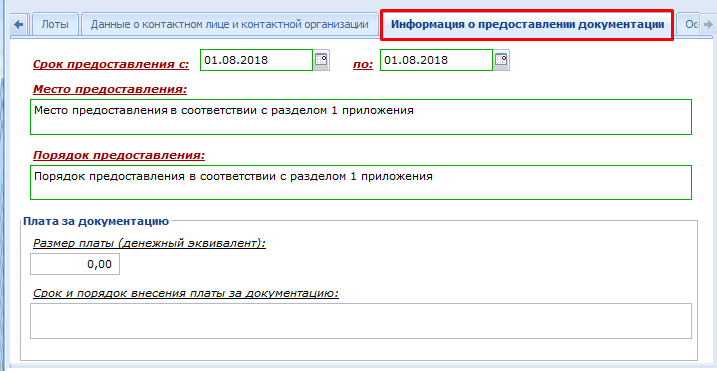 Лоты Данные о контактном лице и контактной организации Информация о предоставлении документации Ос
Срок предоставления с: 01.08.2018 по: 01.08.2018
Место предоставления:
Место предоставления в соответствии с разделом 1 приложения
Порядок предоставления:
Порядок предоставления в соответствии с разделом 1 приложения
Плата за документацию
Размер платы (денежный эквивалент):
0,00
Срок и порядок внесения платы за документацию: